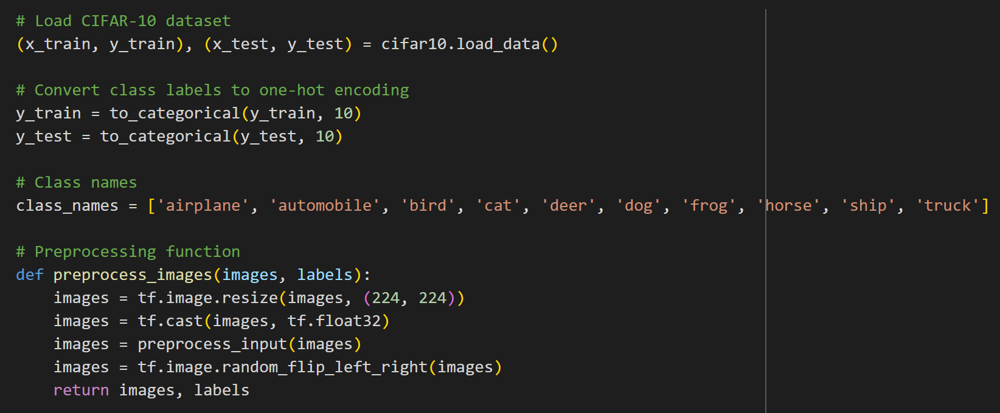 # Load CIFAR-10 dataset
(x_train, y_train), (x_test, y_test) = cifar10.load_data()
# Convert class labels to one-hot encoding
y_train = to_categorical(y_train, 10)
y_test = to_categorical(y_test, 10)
# Class names
class_names = ['airplane', 'automobile', 'bird', 'cat', 'deer', 'dog', 'frog', 'horse', 'ship', 'truck']
# Preprocessing function
def preprocess_images(images, labels):
    images = tf.image.resize(images, (224, 224))
    images = tf.cast(images, tf.float32)
    images = preprocess_input(images)
    images = tf.image.random_flip_left_right(images)
    return images, labels